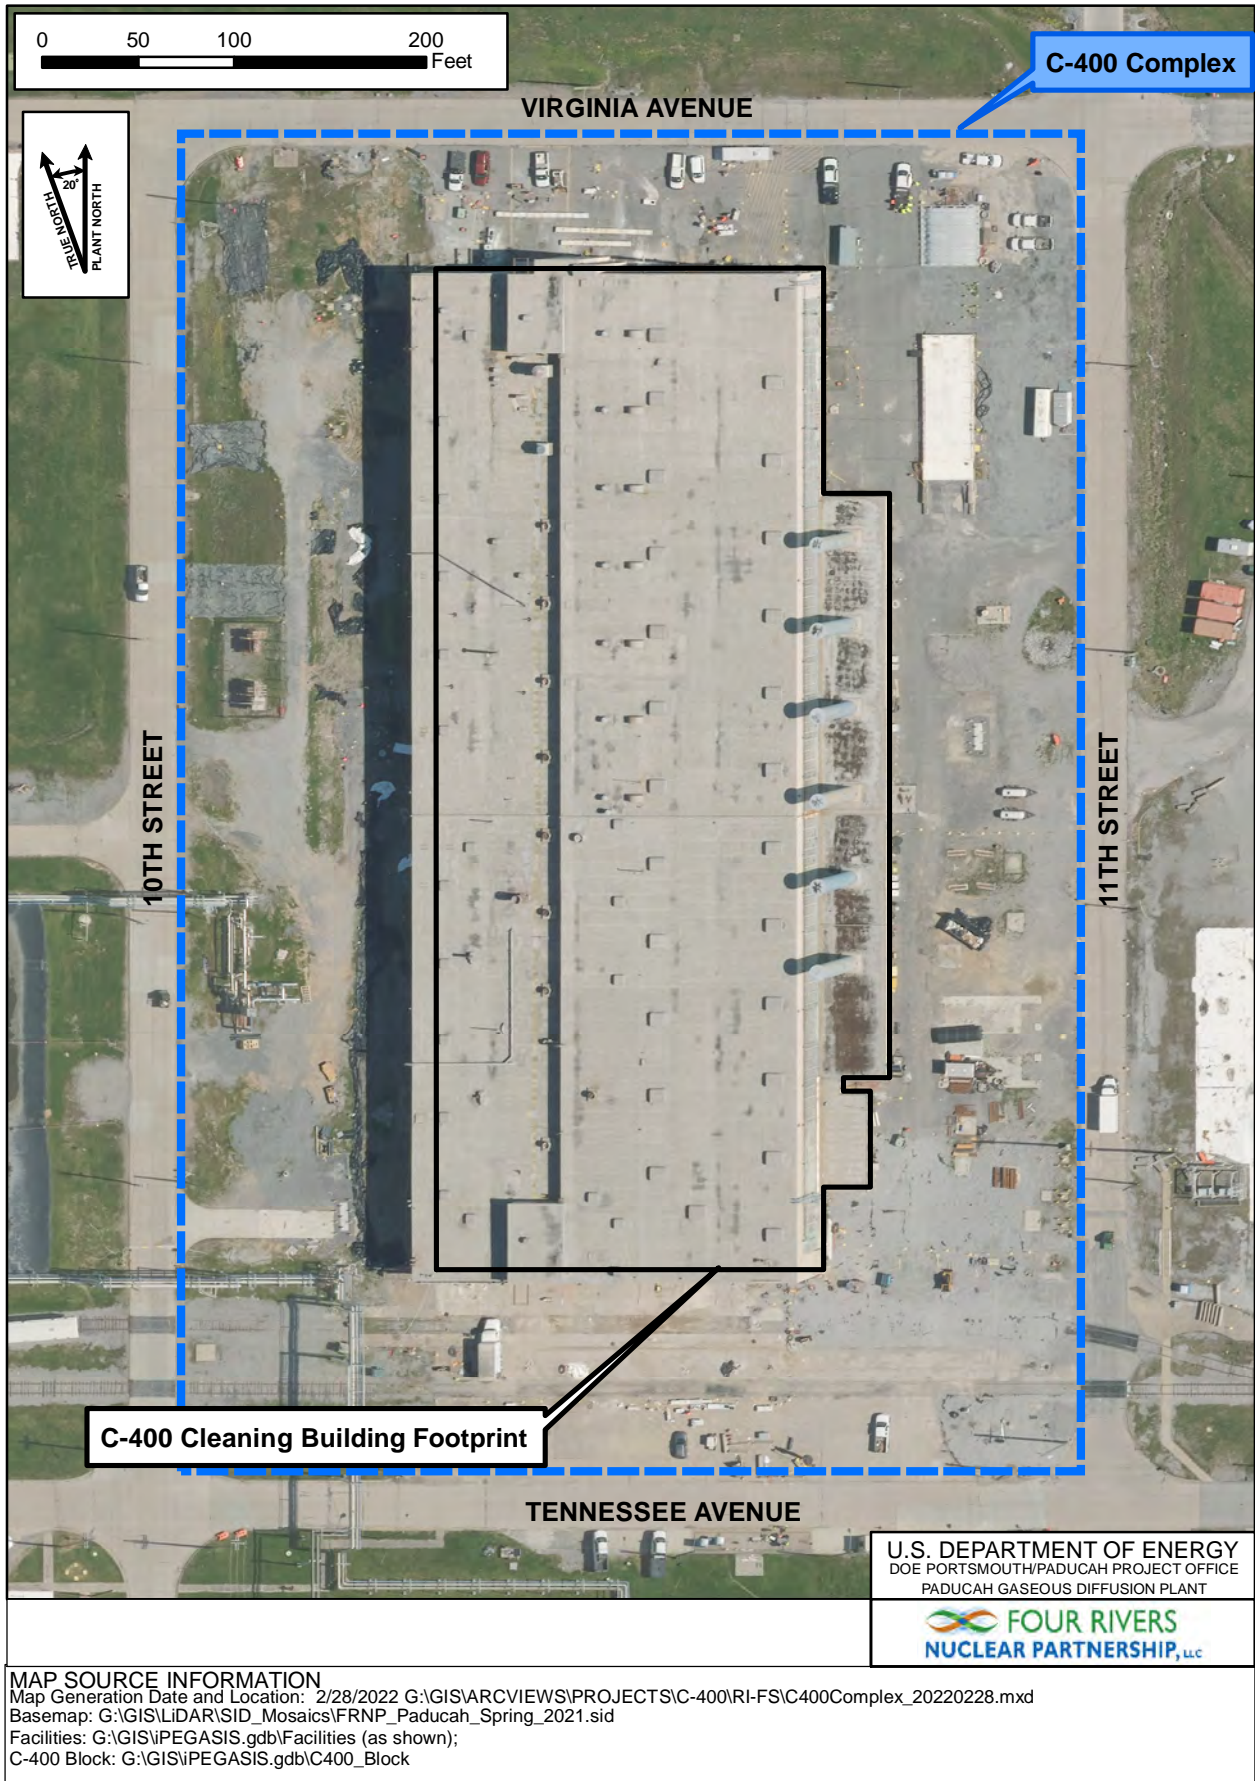 0 50 100 200
Feet
C-400 Complex
VIRGINIA AVENUE
20°
TRUE NORTH
PLANT NORTH
10TH STREET
11TH STREET
C-400 Cleaning Building Footprint
TENNESSEE AVENUE
U.S. DEPARTMENT OF ENERGY
DOE PORTSMOUTH/PADUCAH PROJECT OFFICE
PADUCAH GASEOUS DIFFUSION PLANT
FOUR RIVERS
NUCLEAR PARTNERSHIP, LLC
MAP SOURCE INFORMATION
Map Generation Date and Location: 2/28/2022 G:\GIS\ARCVIEWS\PROJECTS\C-400\RI-FS\C400Complex_20220228.mxd
Basemap: G:\GIS\LiDAR\SID_Mosaics\FRNP_Paducah_Spring_2021.sid
Facilities: G:\GIS\iPEGASIS.gdb\Facilities (as shown);
C-400 Block: G:\GIS\iPEGASIS.gdb\C400_Block